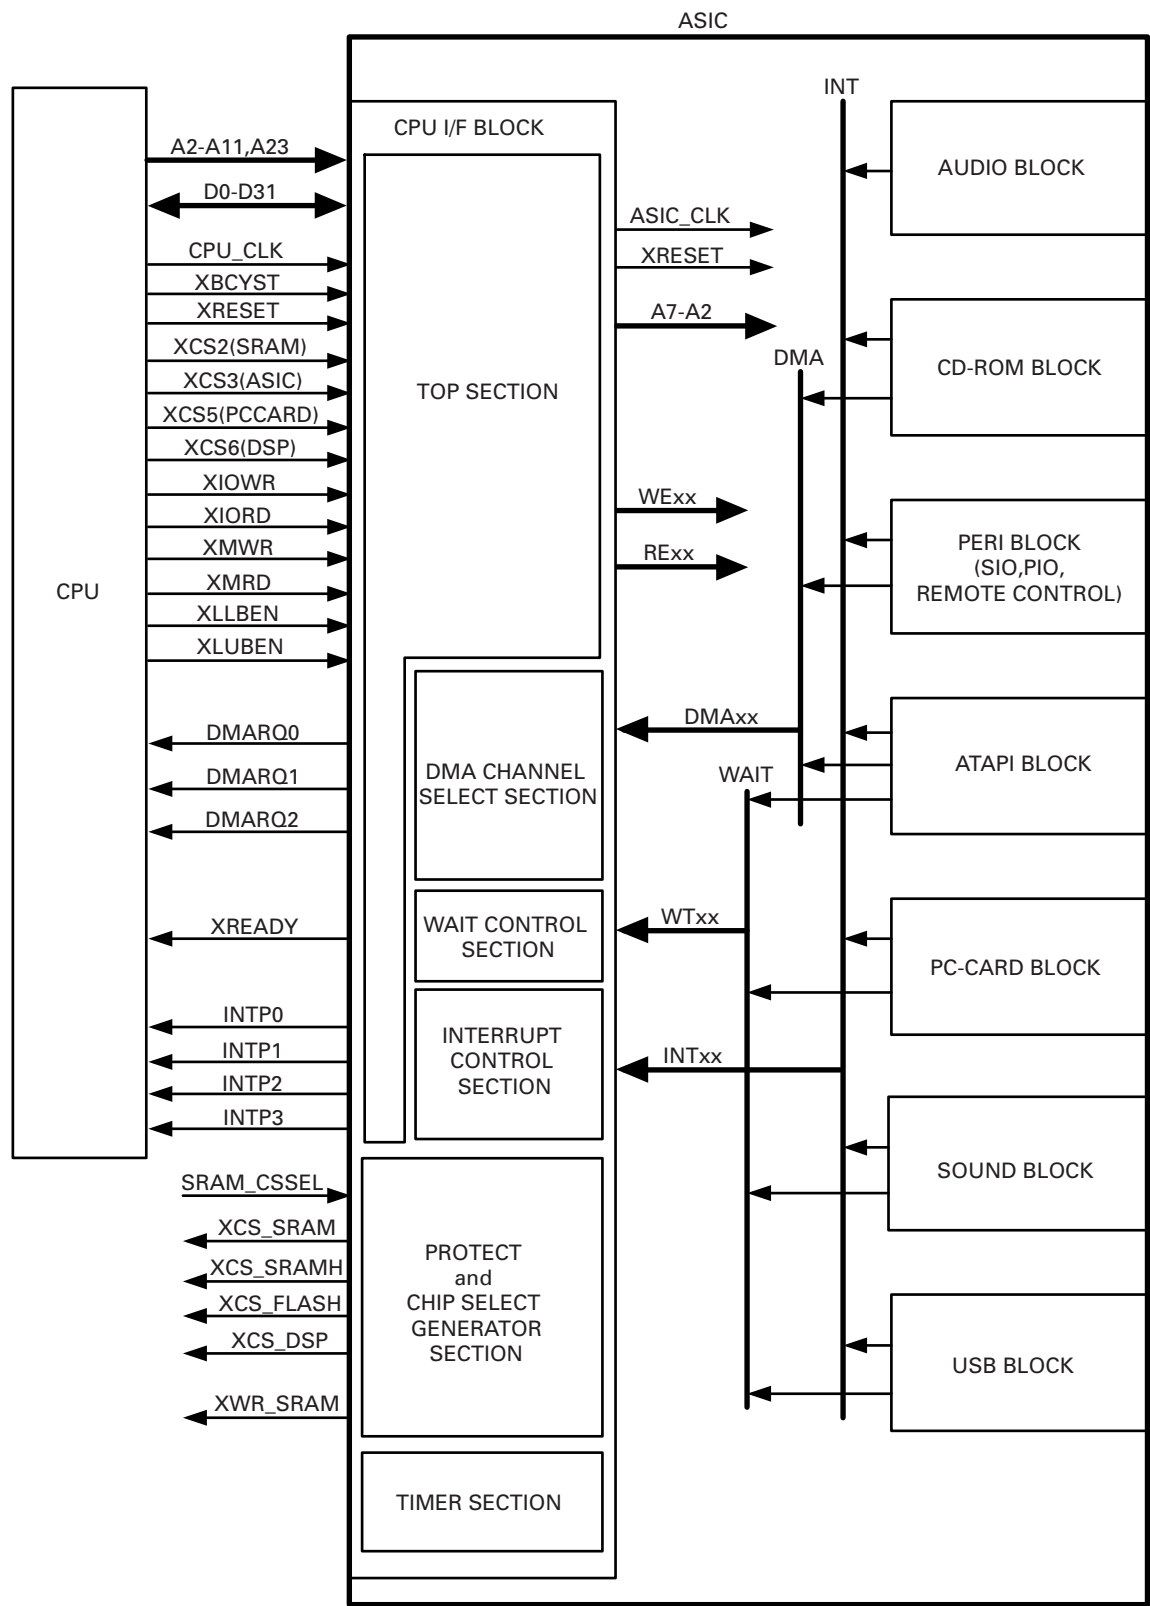 ASIC
INT
CPU I/F BLOCK
A2-A11,A23
D0-D31
CPU_CLK
XBCYST
XRESET
XCS2(SRAM)
XCS3(ASIC)
XCS5(PCCARD)
XCS6(DSP)
XIOWR
XIORD
XMWR
XMRD
XLLBEN
XLUBEN
CPU
DMARQ0
DMARQ1
DMARQ2
XREADY
INTP0
INTP1
INTP2
INTP3
SRAM_CSSEL
XCS_SRAM
XCS_SRAMH
XCS_FLASH
XCS_DSP
XWR_SRAM
TOP SECTION
DMA CHANNEL
SELECT SECTION
WAIT CONTROL
SECTION
INTERRUPT
CONTROL
SECTION
PROTECT
and
CHIP SELECT
GENERATOR
SECTION
TIMER SECTION
ASIC_CLK
XRESET
A7-A2
DMA
WExx
RExx
DMAxx
WAIT
WTxx
INTxx
AUDIO BLOCK
CD-ROM BLOCK
PERI BLOCK
(SIO,PIO,
REMOTE CONTROL)
ATAPI BLOCK
PC-CARD BLOCK
SOUND BLOCK
USB BLOCK